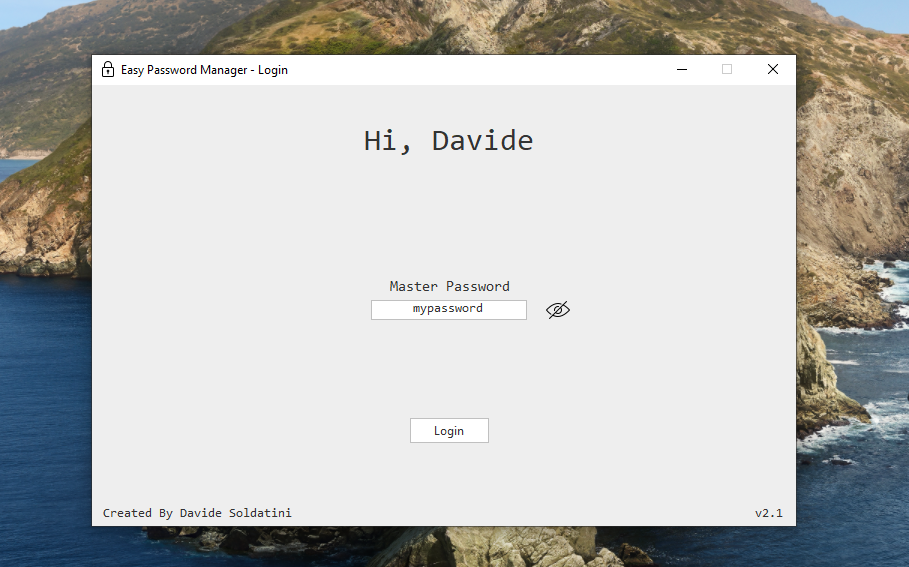 Easy Password Manager - Login
Hi, Davide
Master Password
mypassword
Login
Created By Davide Soldatini
v2.1